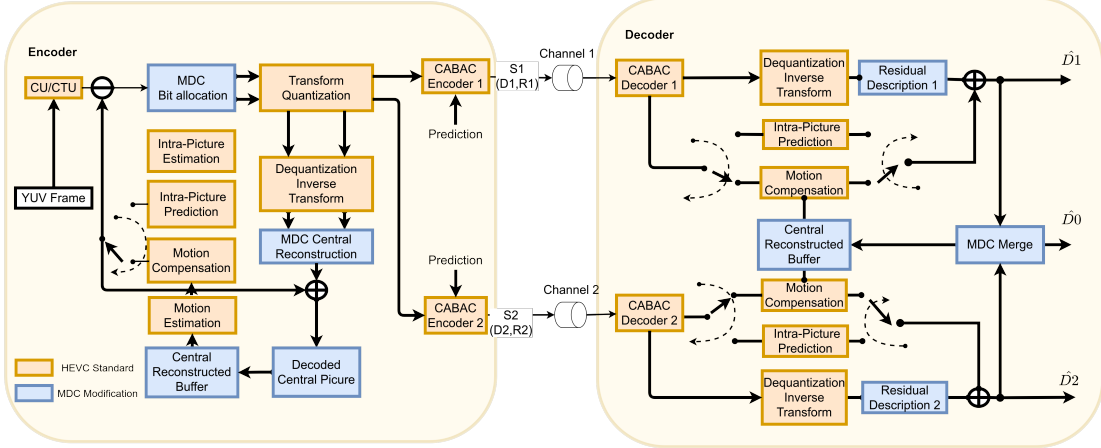 Encoder
CU/CTU
MDC
Bit allocation
Transform
Quantization
CABAC
Encoder 1
Prediction
S1
(D1,R1)
Channel 1
Intra-Picture
Estimation
YUV Frame
Intra-Picture
Prediction
Dequantization
Inverse
Transform
MDC Central
Reconstruction
Motion
Compensation
Motion
Estimation
Prediction
CABAC
Encoder 2
S2
(D2,R2)
Channel 2
Central
Reconstructed
Buffer
Decoded
Central Picure
HEVC Standard
MDC Modification
Decoder
CABAC
Decoder 1
Dequantization
Inverse
Transform
Residual
Description 1
D̂1
Intra-Picture
Prediction
Motion
Compensation
Central
Reconstructed
Buffer
MDC Merge
D̂0
CABAC
Decoder 2
Motion
Compensation
Intra-Picture
Prediction
Dequantization
Inverse
Transform
Residual
Description 2
D̂2